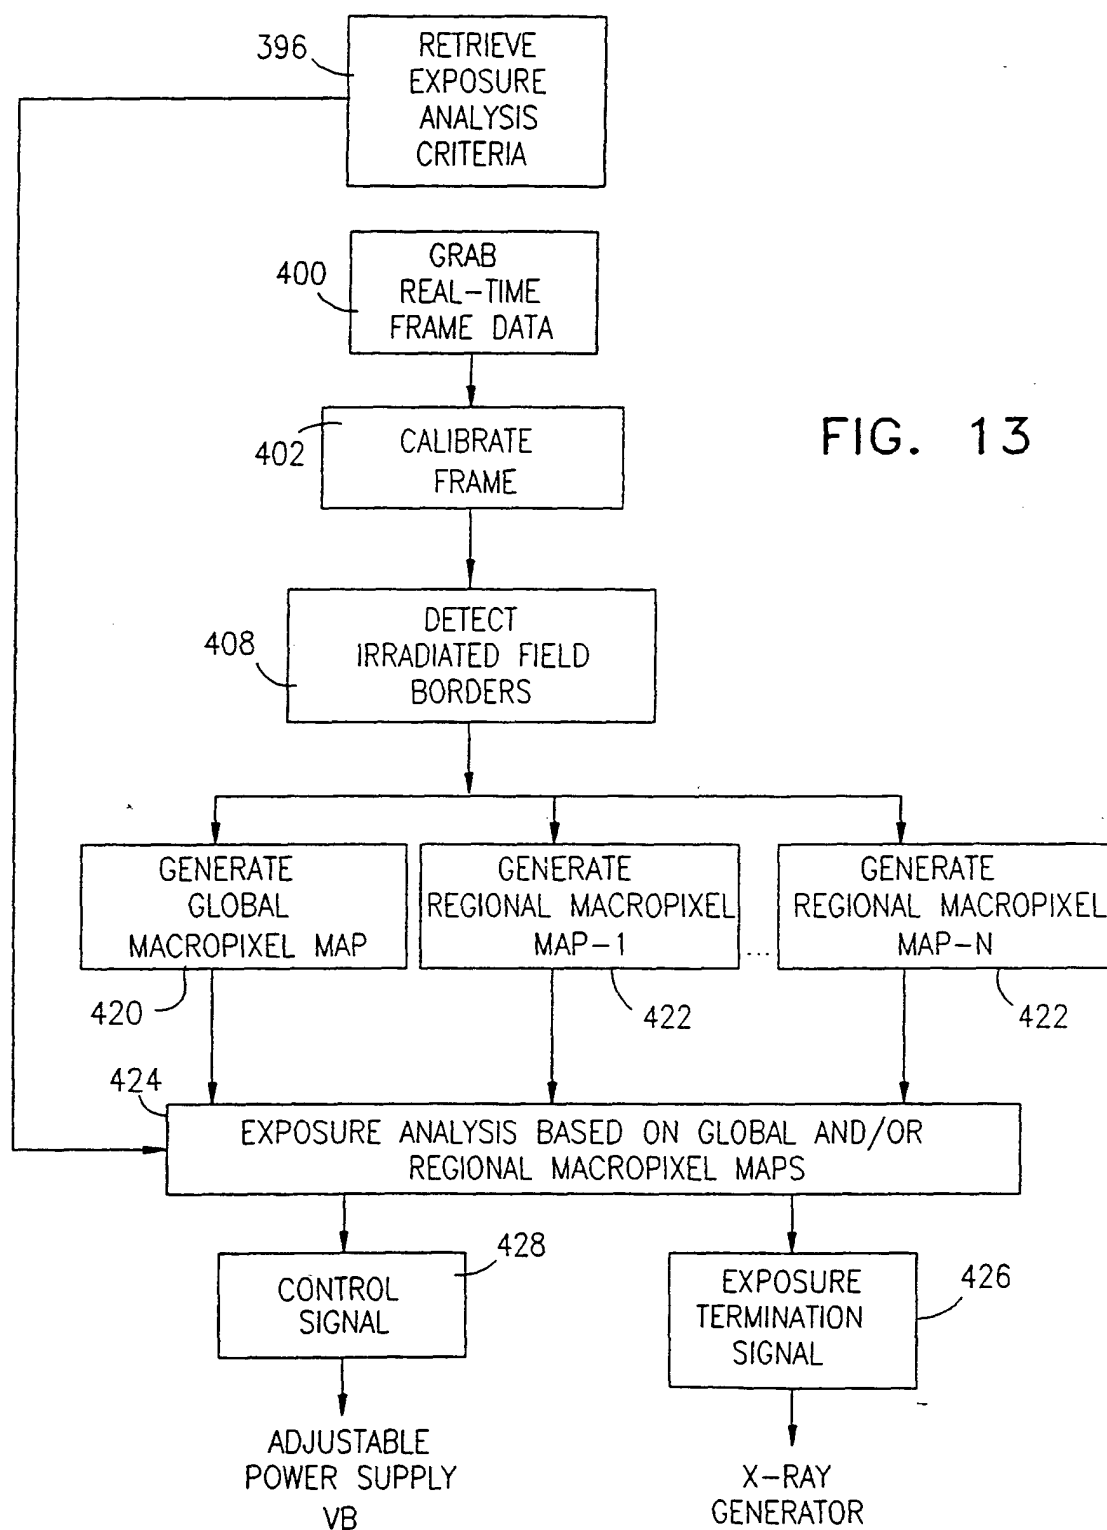 396
RETRIEVE
EXPOSURE
ANALYSIS
CRITERIA
400
GRAB
REAL-TIME
FRAME DATA
402
CALIBRATE
FRAME
FIG. 13
408
DETECT
IRRADIATED FIELD
BORDERS
GENERATE
GLOBAL
MACROPIXEL MAP
GENERATE
REGIONAL MACROPIXEL
MAP-1
...
GENERATE
REGIONAL MACROPIXEL
MAP-N
420
422
422
424
EXPOSURE ANALYSIS BASED ON GLOBAL AND/OR
REGIONAL MACROPIXEL MAPS
428
CONTROL
SIGNAL
EXPOSURE
TERMINATION
SIGNAL
426
ADJUSTABLE
POWER SUPPLY
VB
X-RAY
GENERATOR